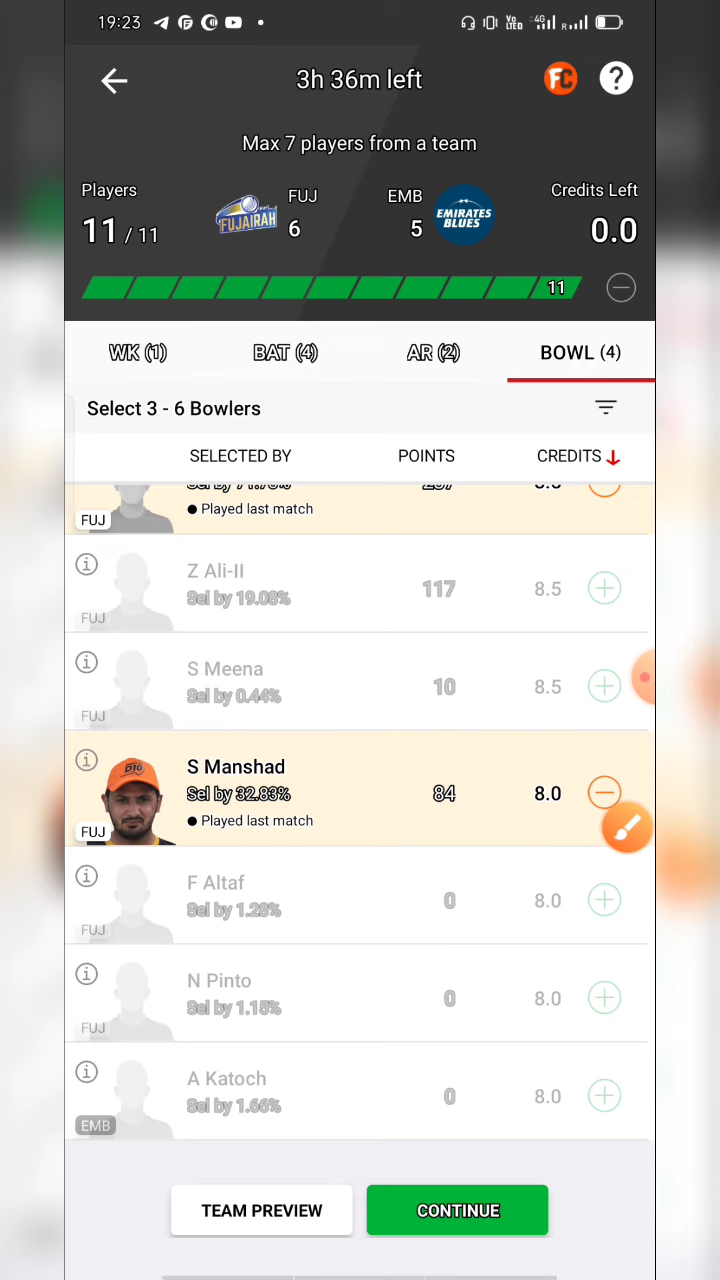 19:23
Vo LTED 4G R
3h 36m left
FC
?
Max 7 players from a team
Players
11 / 11
FUJAIRAH
FUJ
6
EMB
5
EMIRATES BLUES
Credits Left
0.0
11
WK (1)
BAT (4)
AR (2)
BOWL (4)
Select 3 - 6 Bowlers
SELECTED BY
POINTS
CREDITS
Played last match
FUJ
Z Ali-II
Sel by 19.08%
117
8.5
FUJ
S Meena
Sel by 0.44%
10
8.5
FUJ
S Manshad
Sel by 32.83%
84
8.0
Played last match
FUJ
F Altaf
Sel by 1.28%
0
8.0
FUJ
N Pinto
Sel by 1.15%
0
8.0
FUJ
A Katoch
Sel by 1.66%
0
8.0
EMB
TEAM PREVIEW
CONTINUE